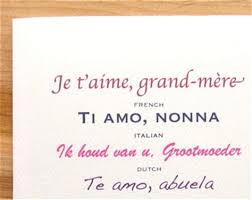 Je t'aime, grand-mère
FRENCH
TI AMO, NONNA
ITALIAN
Ik houd van u, Grootmoeder
DUTCH
Te amo, abuela